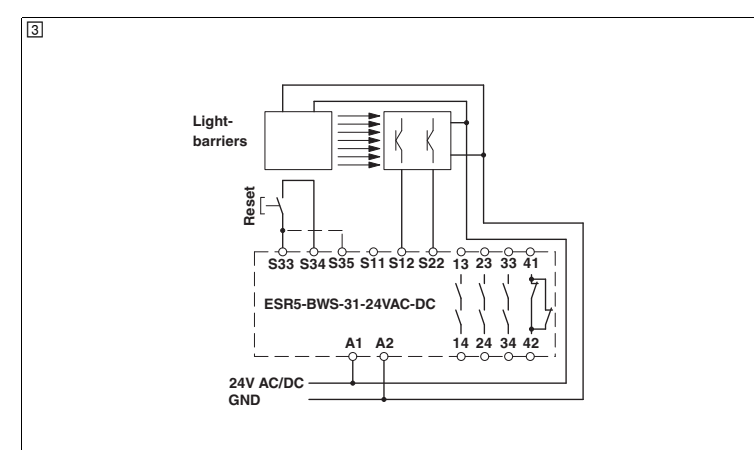 3
Light-
barriers
Reset
S33 S34 S35 S11 S12 S22 13 23 33 41
ESR5-BWS-31-24VAC-DC
A1 A2 14 24 34 42
24V AC/DC
GND